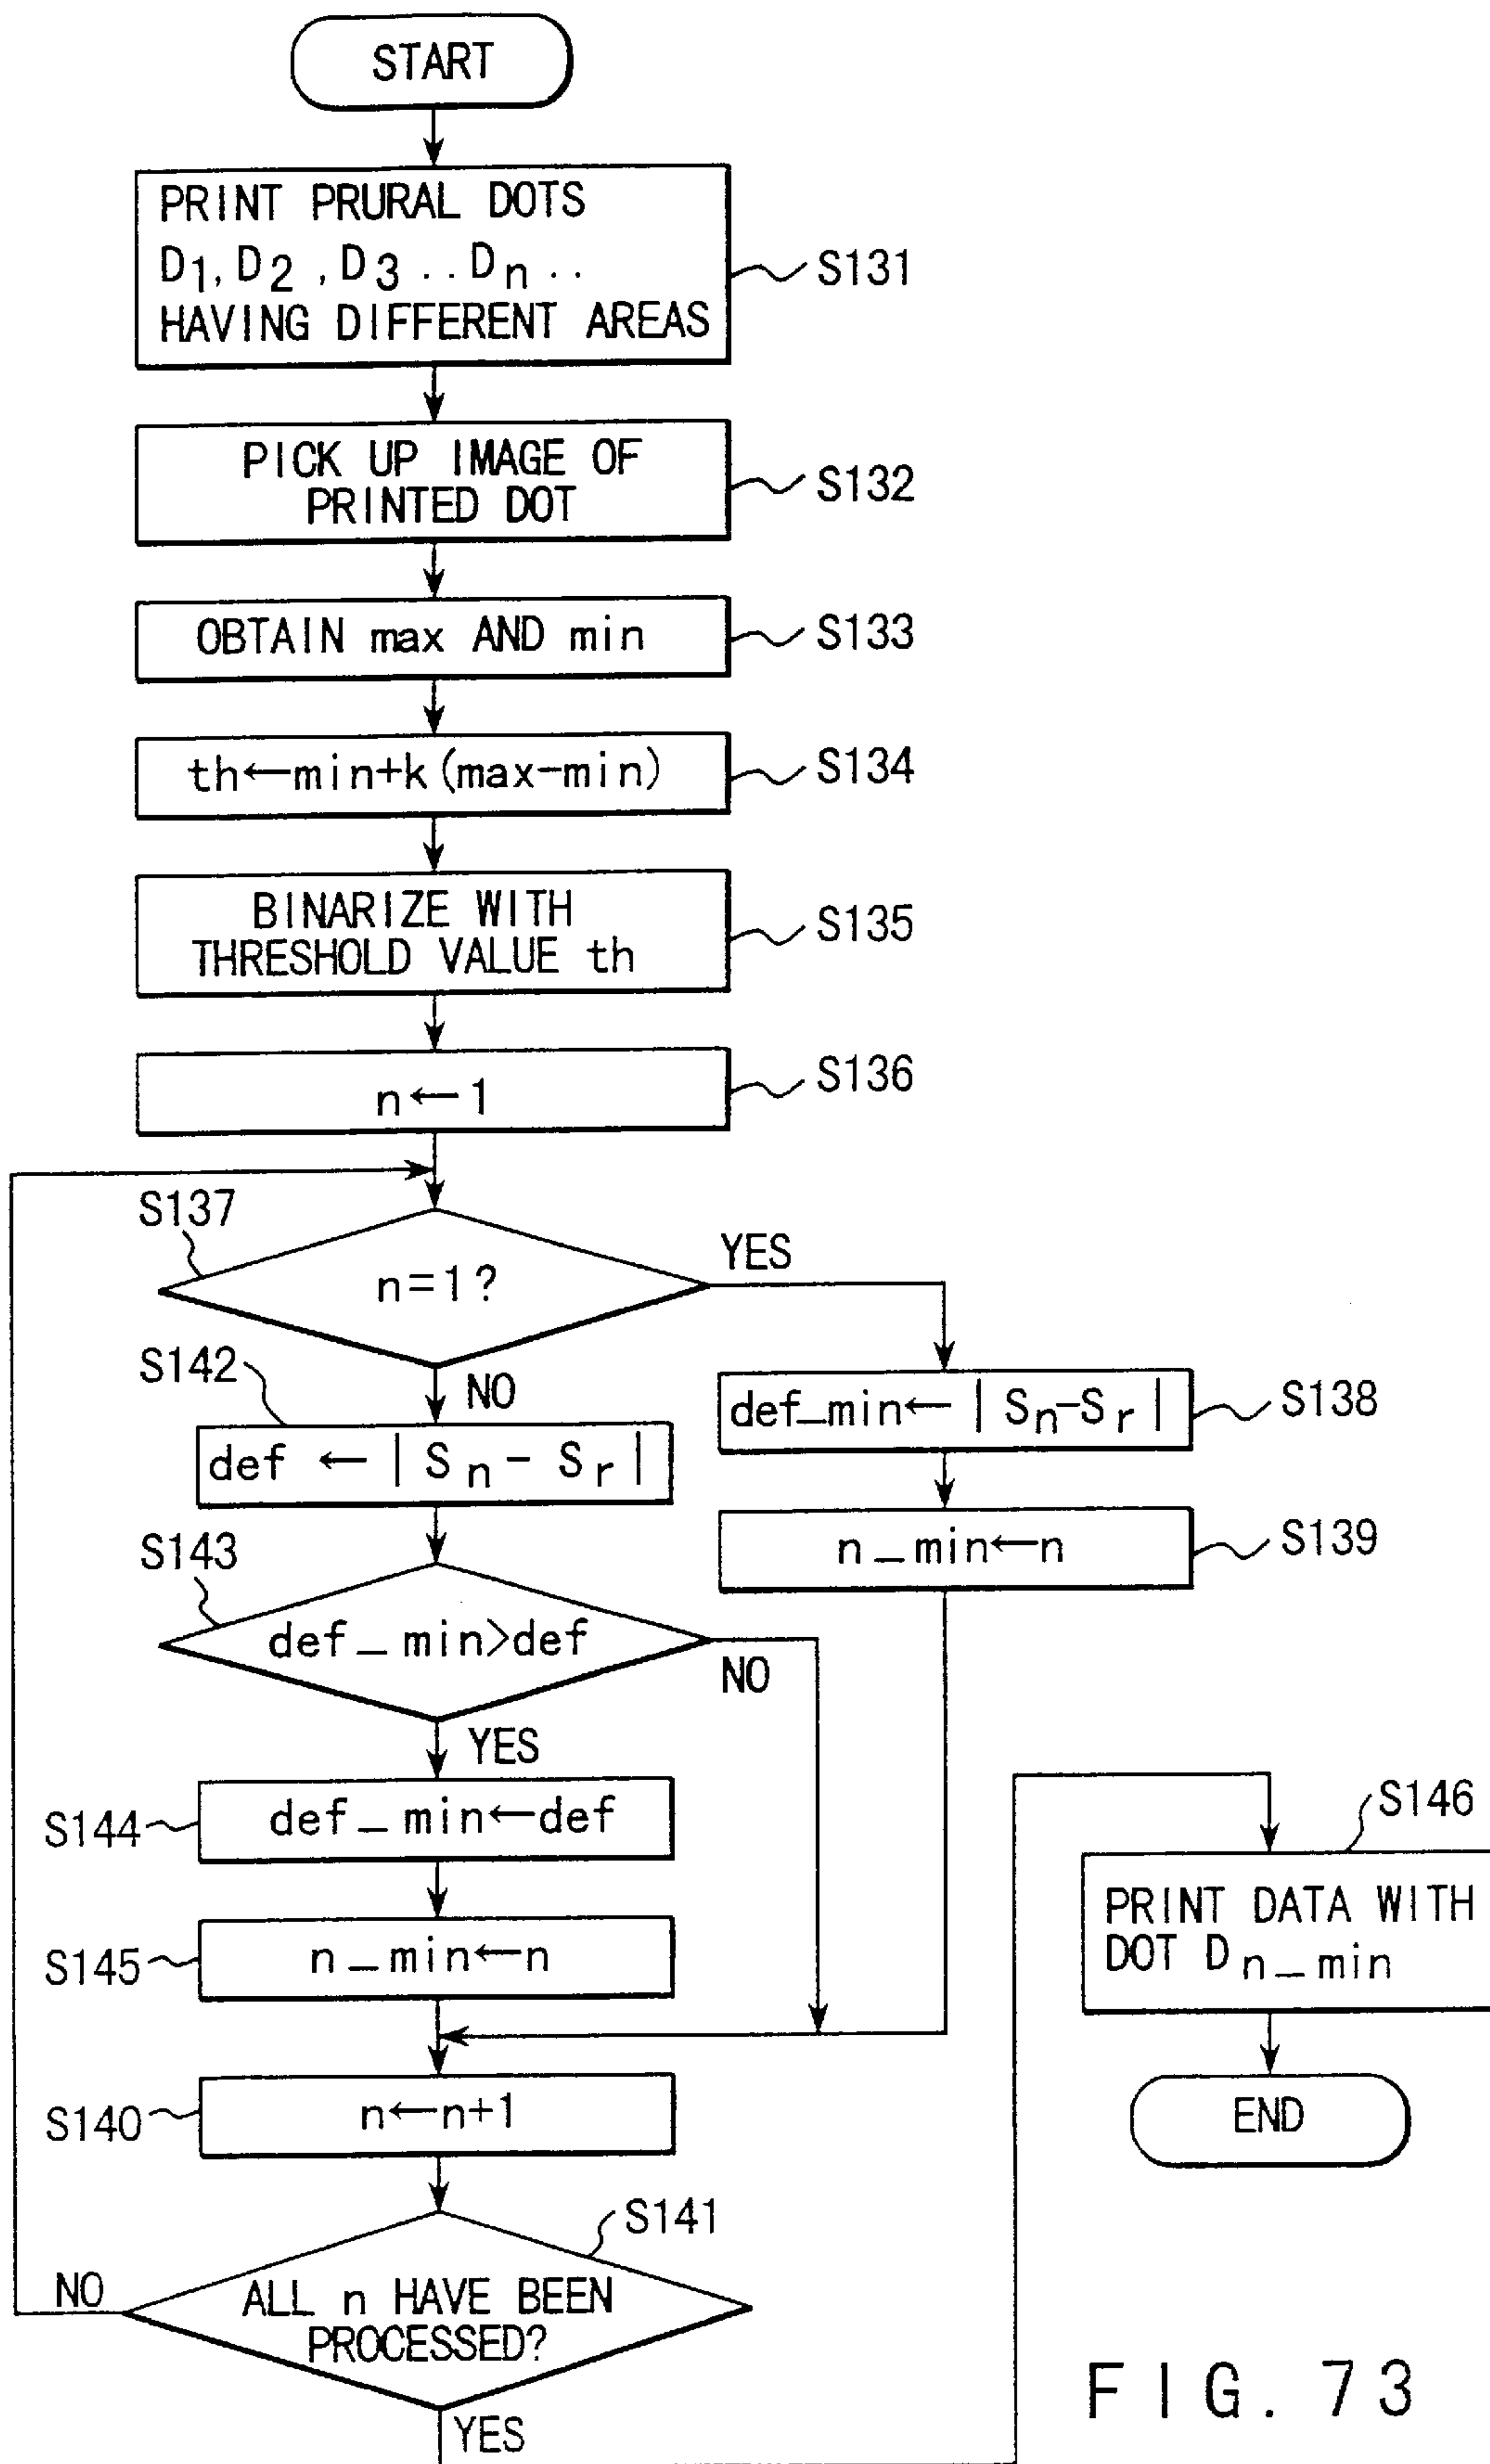 START
PRINT PRURAL DOTS
D1, D2 , D3 . . Dn . .
HAVING DIFFERENT AREAS
S131
PICK UP IMAGE OF
PRINTED DOT
S132
OBTAIN max AND min
S133
th←min+k(max-min)
S134
BINARIZE WITH
THRESHOLD VALUE th
S135
n←1
S136
S137
n=1?
YES
NO
S138
def_min← | Sn-Sr |
S139
n_min←n
S142
def ← | Sn - Sr |
S143
def_min>def
NO
YES
S144
def_min←def
S145
n_min←n
S140
n←n+1
S141
ALL n HAVE BEEN
PROCESSED?
NO
YES
S146
PRINT DATA WITH
DOT Dn_min
END
FIG. 73